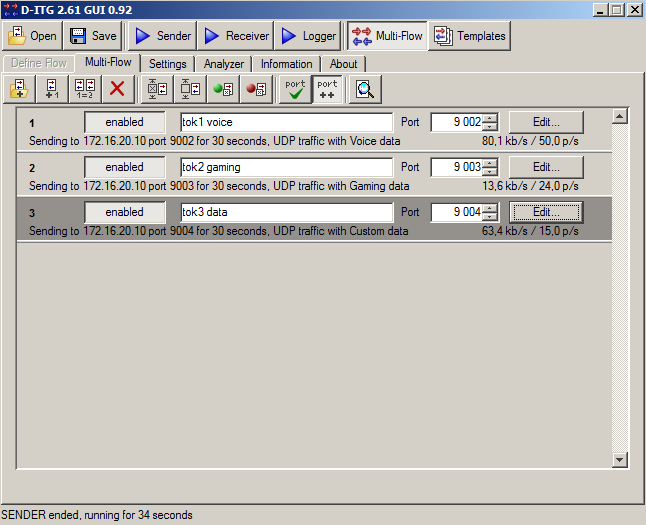 D-ITG 2.61 GUI 0.92
Open Save Sender Receiver Logger Multi-Flow Templates
Define Flow Multi-Flow Settings Analyzer Information About
+1 1=2 port port ++
1 enabled tok1 voice Port 9 002 Edit...
Sending to 172.16.20.10 port 9002 for 30 seconds, UDP traffic with Voice data 80,1 kb/s / 50,0 p/s
2 enabled tok2 gaming Port 9 003 Edit...
Sending to 172.16.20.10 port 9003 for 30 seconds, UDP traffic with Gaming data 13,6 kb/s / 24,0 p/s
3 enabled tok3 data Port 9 004 Edit...
Sending to 172.16.20.10 port 9004 for 30 seconds, UDP traffic with Custom data 63,4 kb/s / 15,0 p/s
SENDER ended, running for 34 seconds